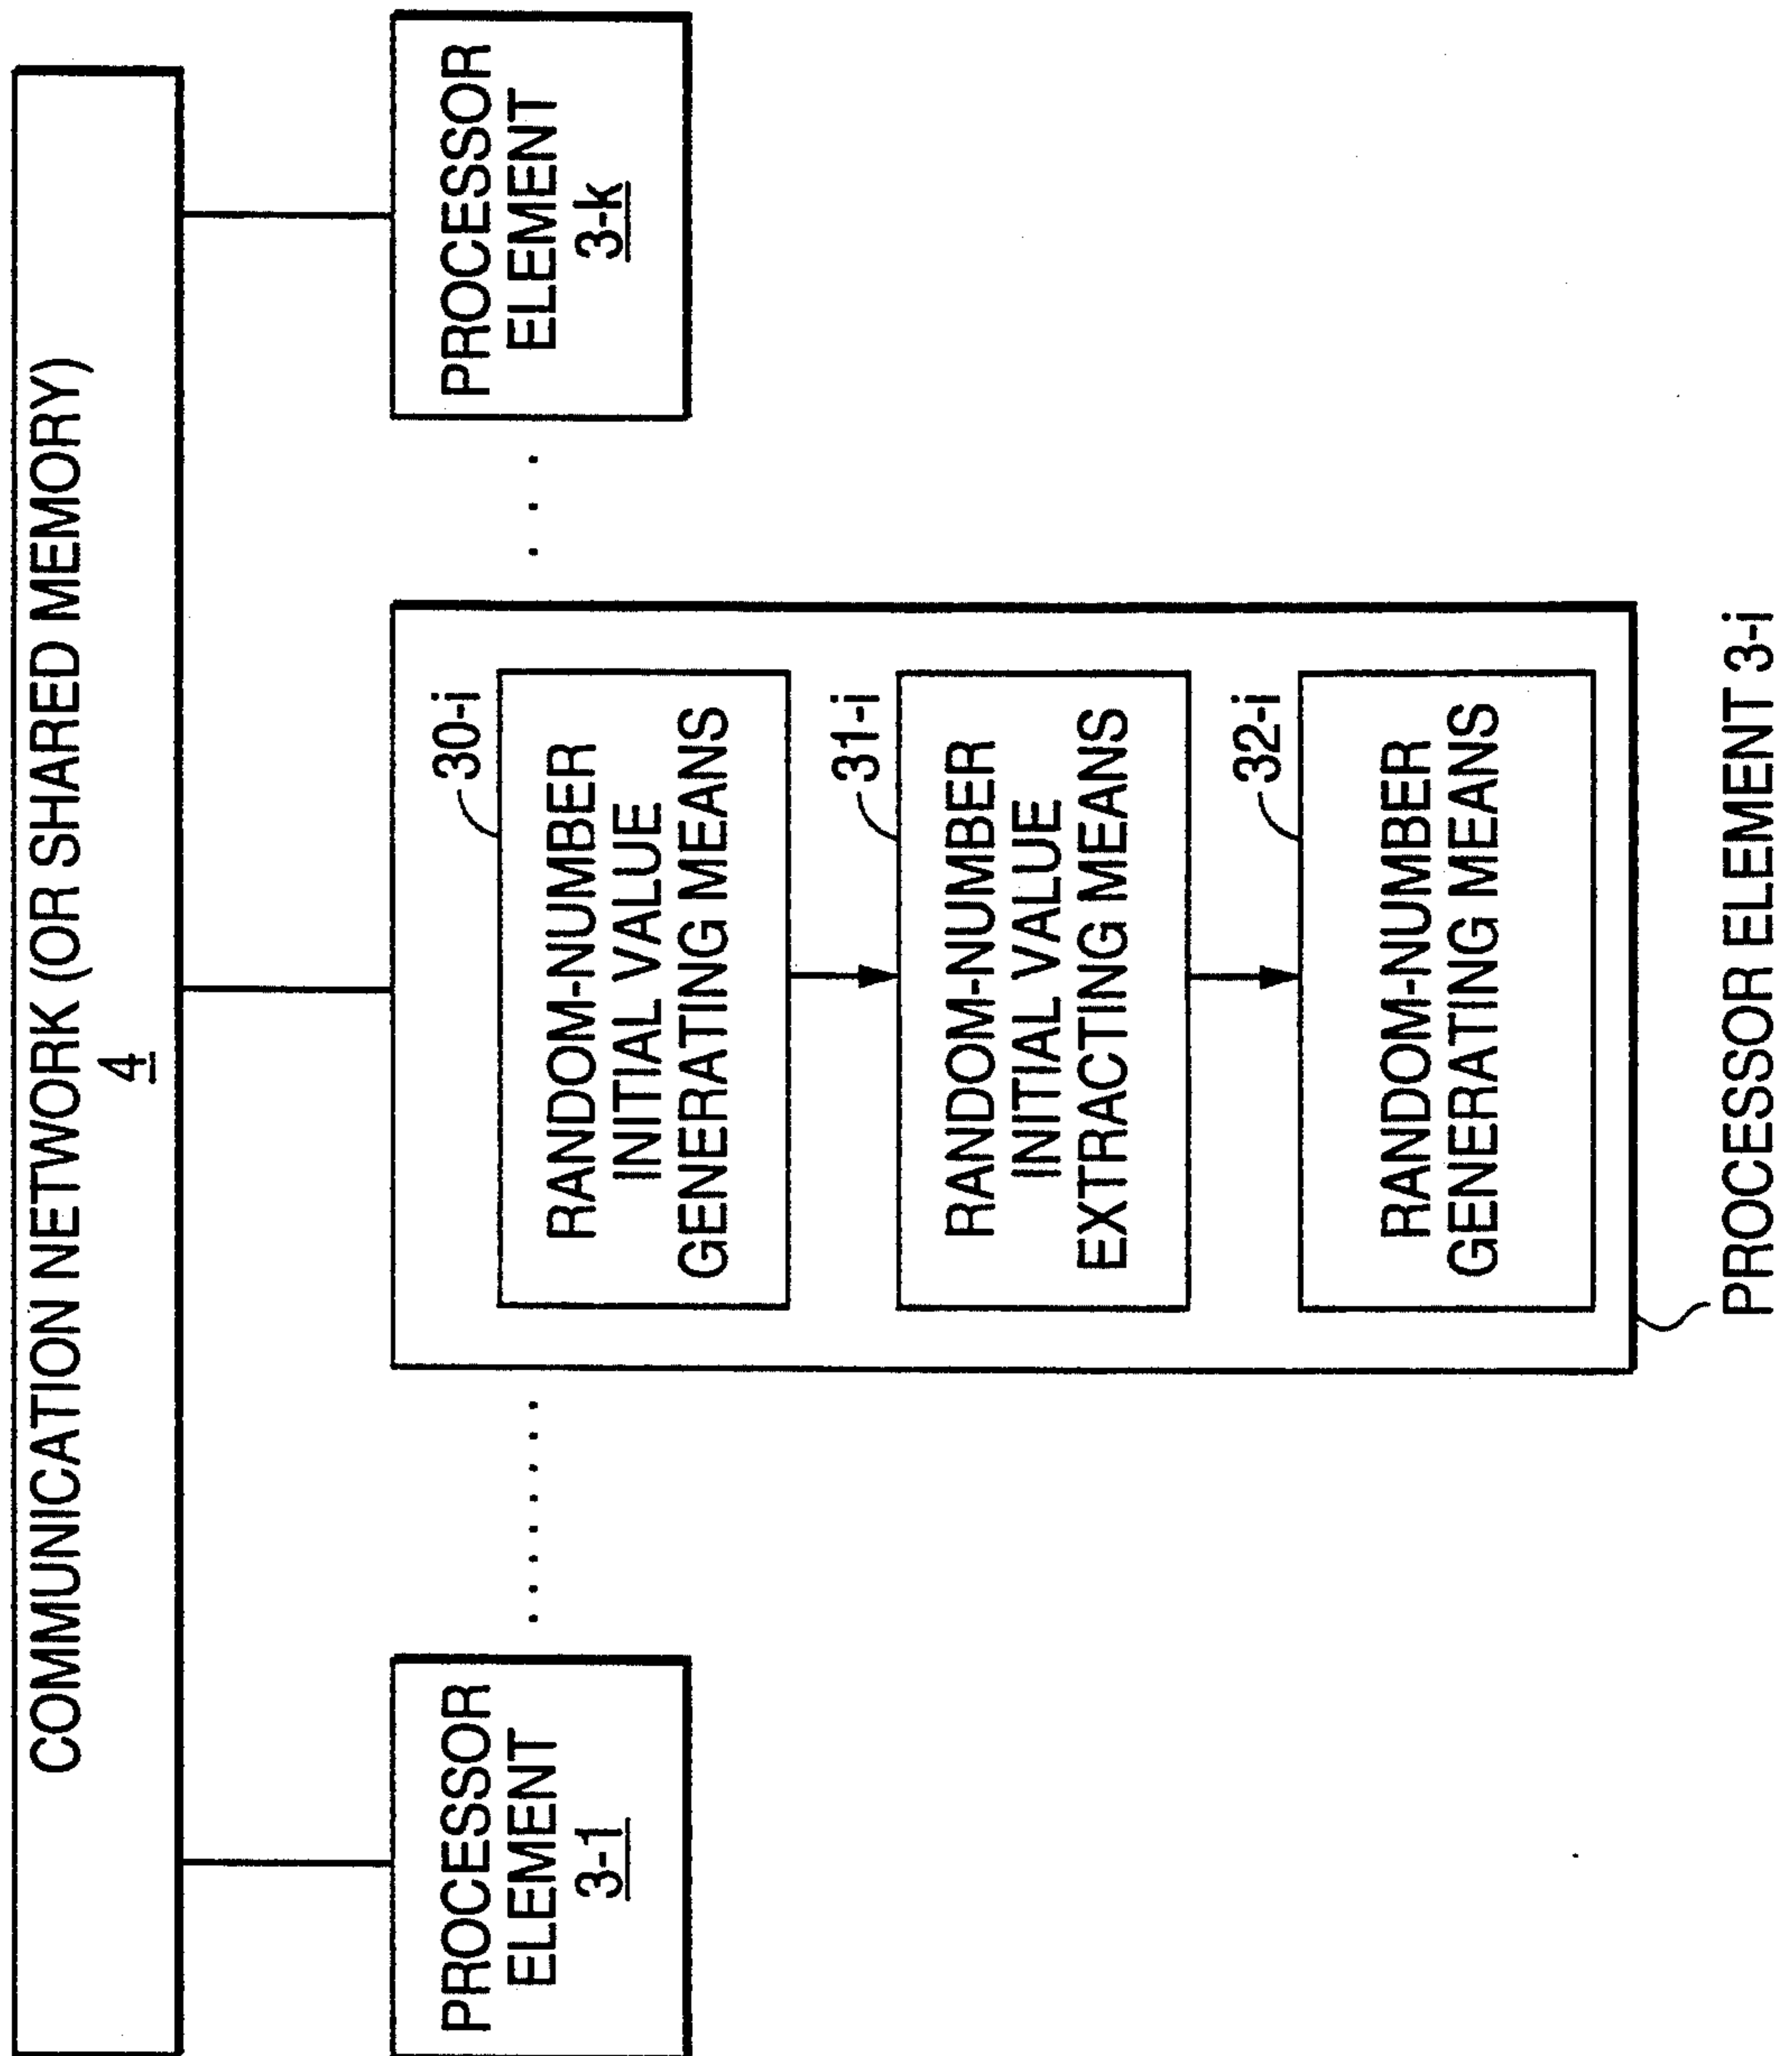 COMMUNICATION NETWORK (OR SHARED MEMORY)
4
PROCESSOR
ELEMENT
3-1
. . . . . . . .
30-i
RANDOM-NUMBER
INITIAL VALUE
GENERATING MEANS
31-i
RANDOM-NUMBER
INITIAL VALUE
EXTRACTING MEANS
32-i
RANDOM-NUMBER
GENERATING MEANS
PROCESSOR ELEMENT 3-i
. . .
PROCESSOR
ELEMENT
3-k